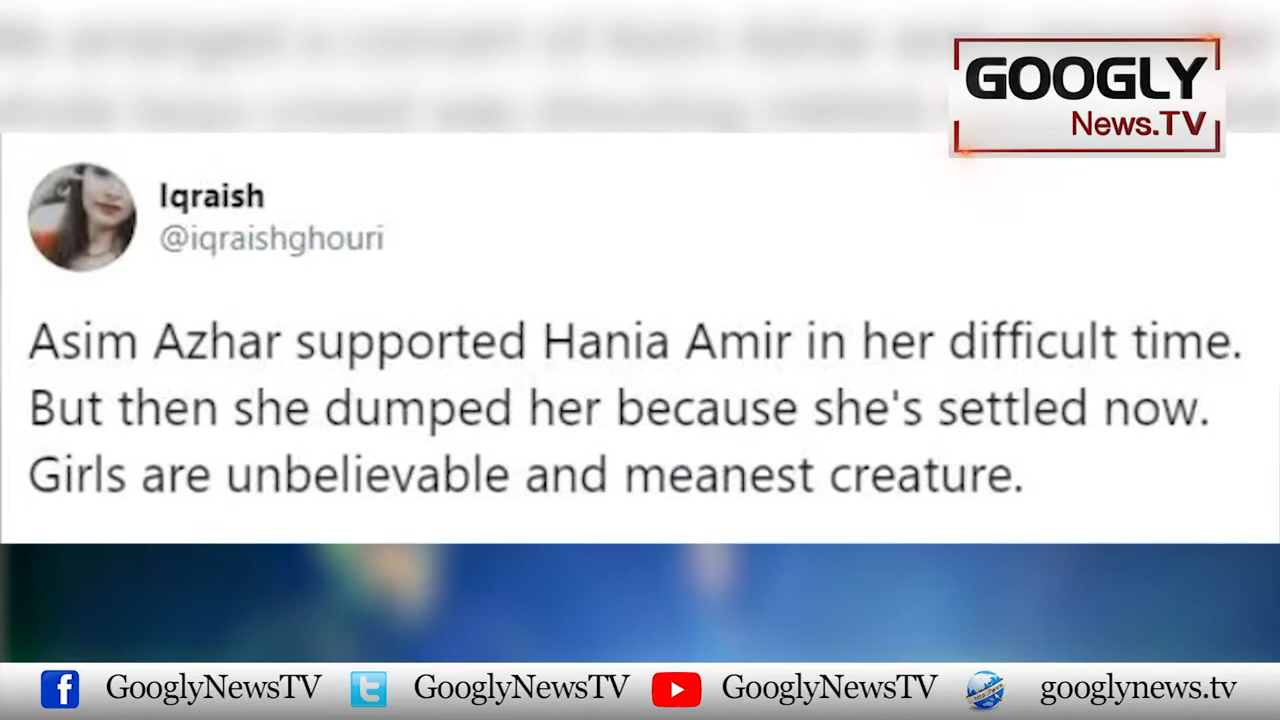 GOOGLY
News.TV
Iqraish
@iqraishghouri
Asim Azhar supported Hania Amir in her difficult time.
But then she dumped her because she's settled now.
Girls are unbelievable and meanest creature.
GooglyNewsTV GooglyNewsTV GooglyNewsTV googlynews.tv